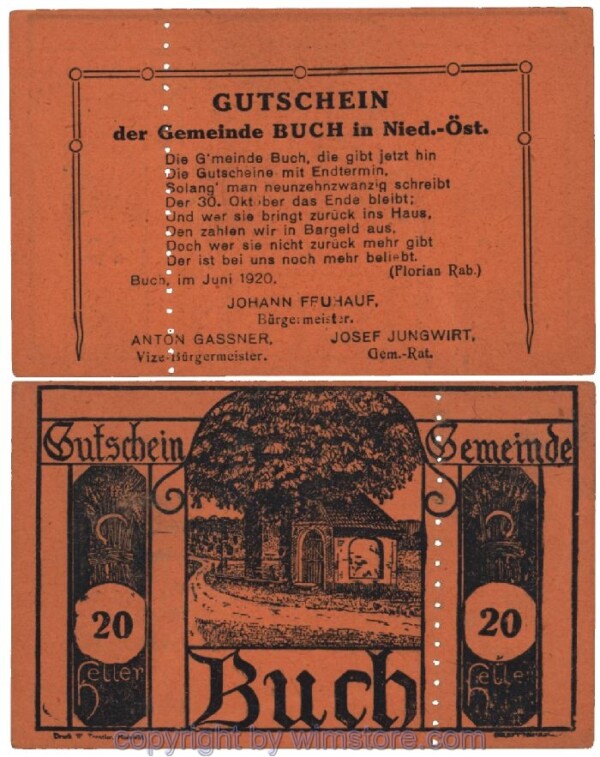 GUTSCHEIN
der Gemeinde BUCH in Nied.-Öst.
Die G'meinde Buch, die gibt jetzt hin
Die Gutscheine mit Endtermin,
Solang' man neunzehnzwanzig schreibt
Der 30. Oktober das Ende bleibt;
Und wer sie bringt zurück ins Haus,
Den zahlen wir in Bargeld aus,
Doch wer sie nicht zurück mehr gibt
Der ist bei uns noch mehr beliebt.
(Florian Rab.)
Buch, im Juni 1920.
JOHANN FRUHAUF,
Bürgermeister.
ANTON GASSNER, JOSEF JUNGWIRT,
Vize-Bürgermeister. Gem.-Rat.
Gutschein Gemeinde
20 20
Heller Heller
Buch
Druck
copyright by wimstore.com